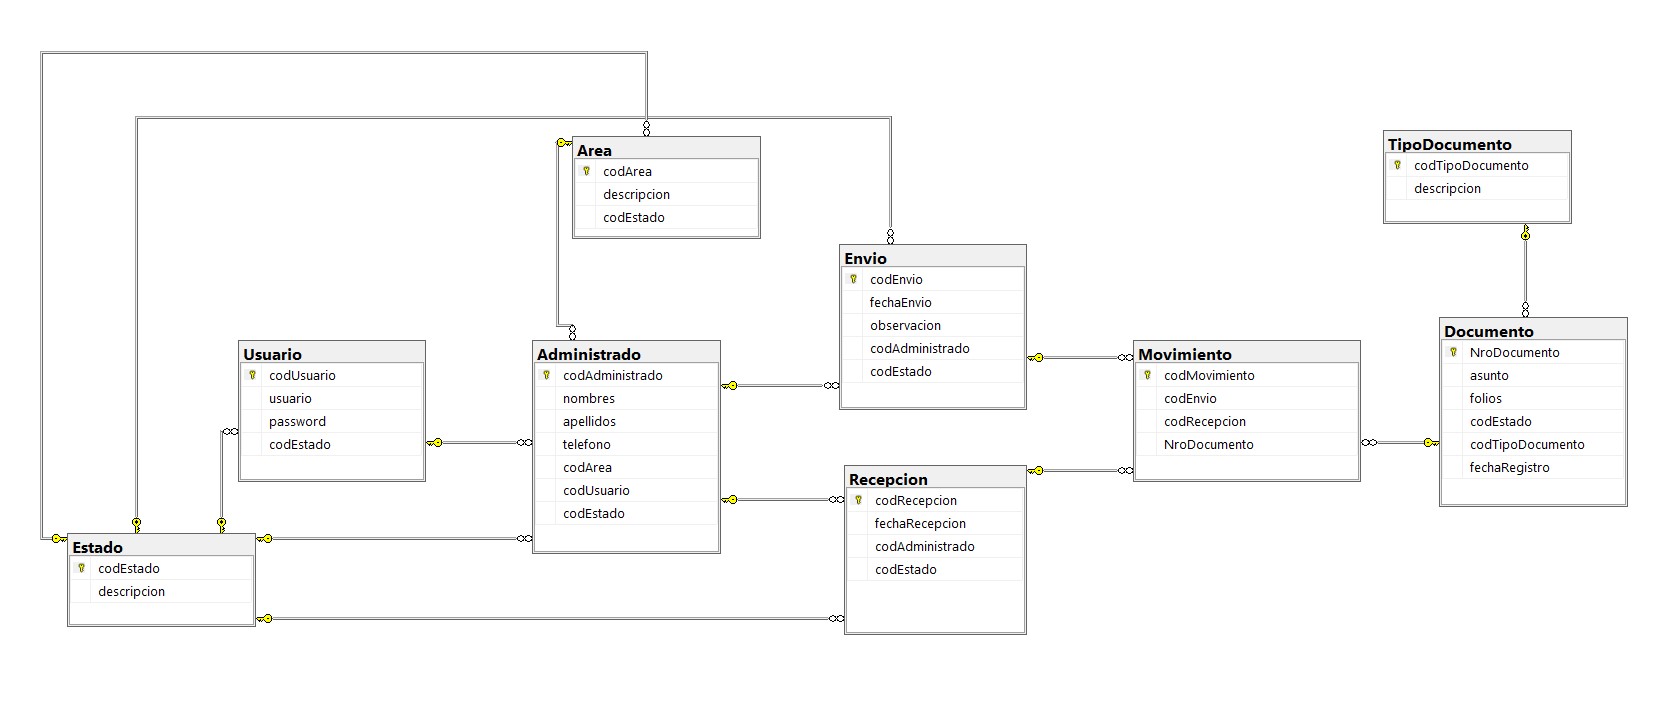 Area
codArea
descripcion
codEstado
TipoDocumento
codTipoDocumento
descripcion
Envio
codEnvio
fechaEnvio
observacion
codAdministrado
codEstado
Documento
NroDocumento
asunto
folios
codEstado
codTipoDocumento
fechaRegistro
Usuario
codUsuario
usuario
password
codEstado
Administrado
codAdministrado
nombres
apellidos
telefono
codArea
codUsuario
codEstado
Movimiento
codMovimiento
codEnvio
codRecepcion
NroDocumento
Recepcion
codRecepcion
fechaRecepcion
codAdministrado
codEstado
Estado
codEstado
descripcion